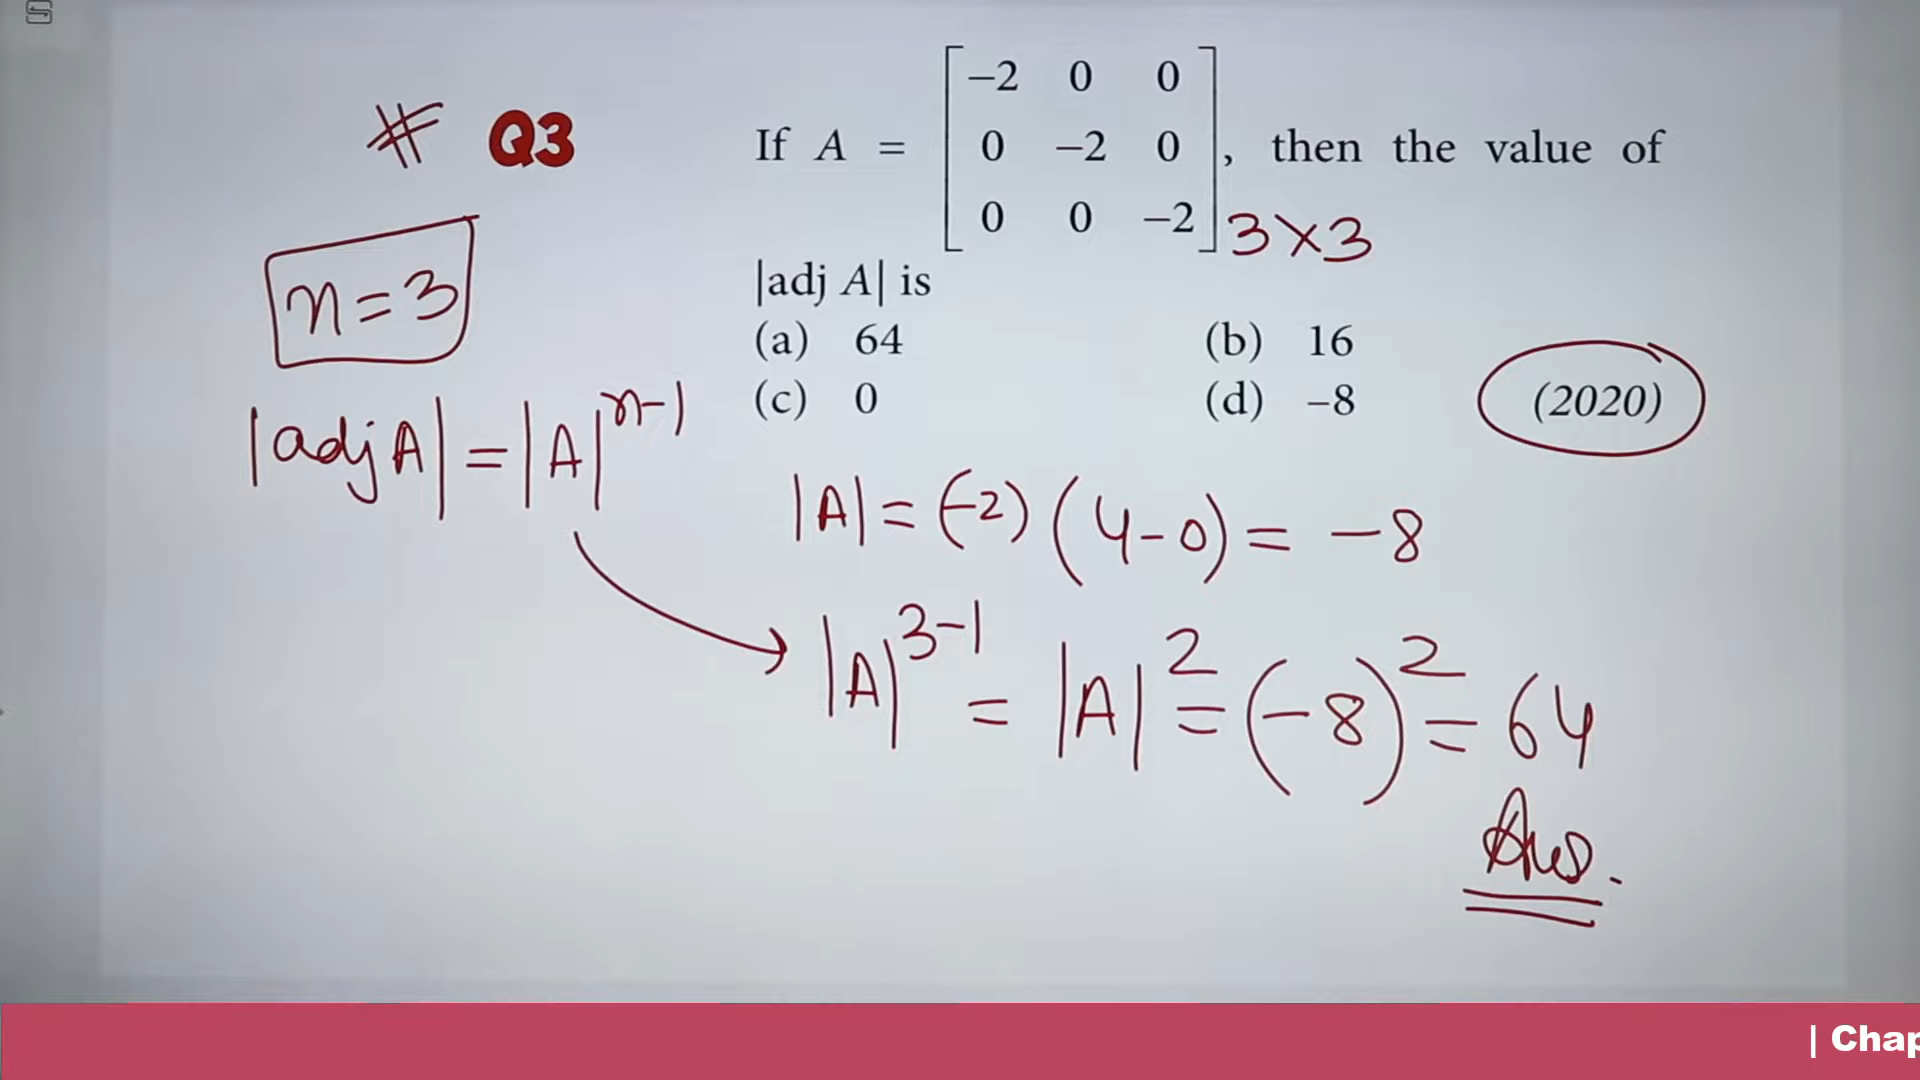 # Q3
If A = [ −2 0 0
0 −2 0
0 0 −2 ] , then the value of
3×3
|adj A| is
(a) 64 (b) 16
(c) 0 (d) –8 (2020)
n=3
|adj A| = |A|^n-1
|A| = (-2) (4-0) = -8
|A|^3-1 = |A|^2 = (-8)^2 = 64
Ans.
| Chap